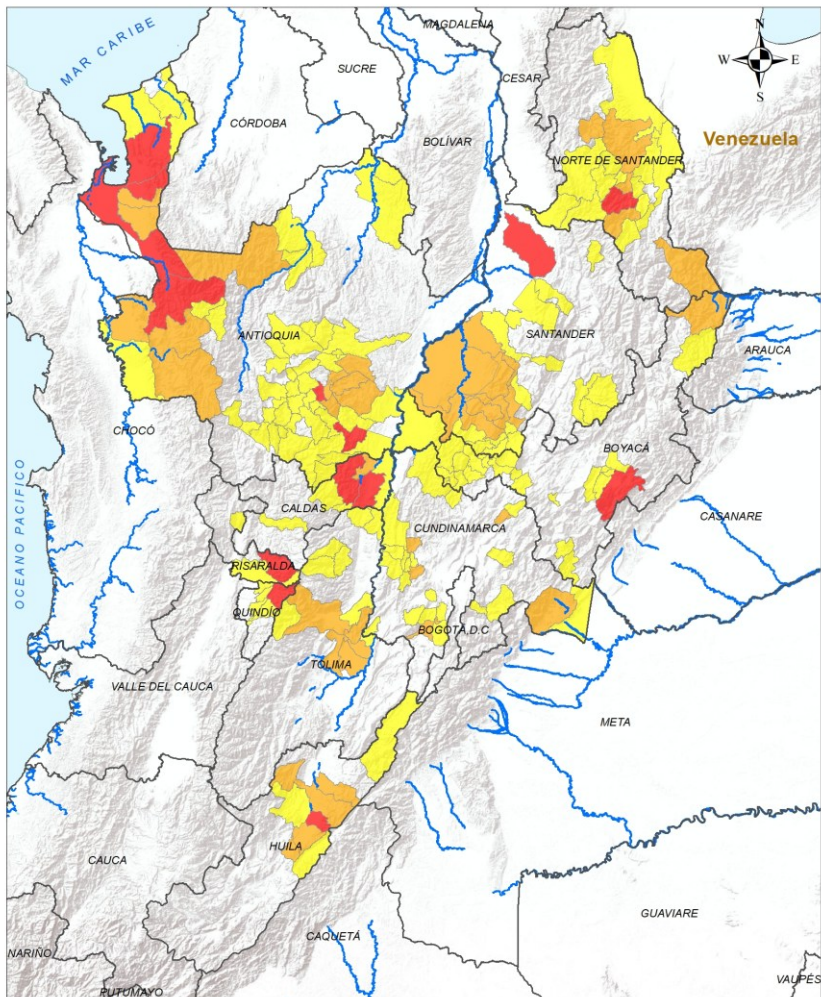 MAGDALENA
N
MAR CARIBE
SUCRE
CESAR
W
E
S
CÓRDOBA
BOLÍVAR
Venezuela
NORTE DE SANTANDER
ANTIOQUIA
SANTANDER
ARAUCA
CHOCÓ
BOYACÁ
OCEANO PACIFICO
CALDAS
CUNDINAMARCA
CASANARE
RISARALDA
QUINDÍO
BOGOTÁ,D.C
TOLIMA
VALLE DEL CAUCA
META
HUILA
CAUCA
GUAVIARE
CAQUETÁ
NARIÑO
PUTUMAYO
VAUPÉS